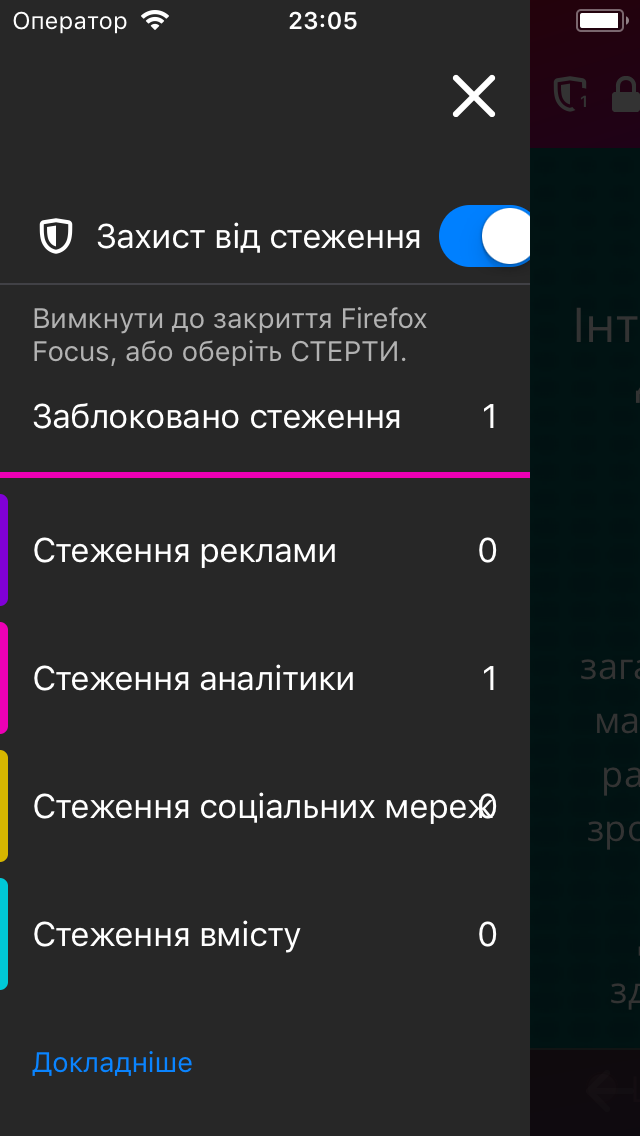 Оператор 23:05
1
Захист від стеження
Вимкнути до закриття Firefox
Focus, або оберіть СТЕРТИ.
Заблоковано стеження 1
Стеження реклами 0
Стеження аналітики 1
Стеження соціальних мереж 0
Стеження вмісту 0
Докладніше
Інт
зага
ма
ра
зро
зд